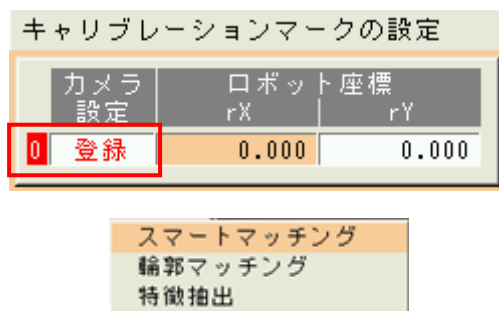 キャリブレーションマークの設定
カメラ設定 ロボット座標
rX rY
0 登録 0.000 0.000
スマートマッチング
輪郭マッチング
特徴抽出